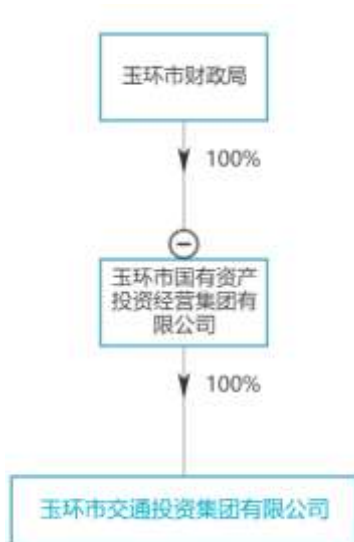 玉环市财政局
100%
玉环市国有资产
投资经营集团有
限公司
100%
玉环市交通投资集团有限公司